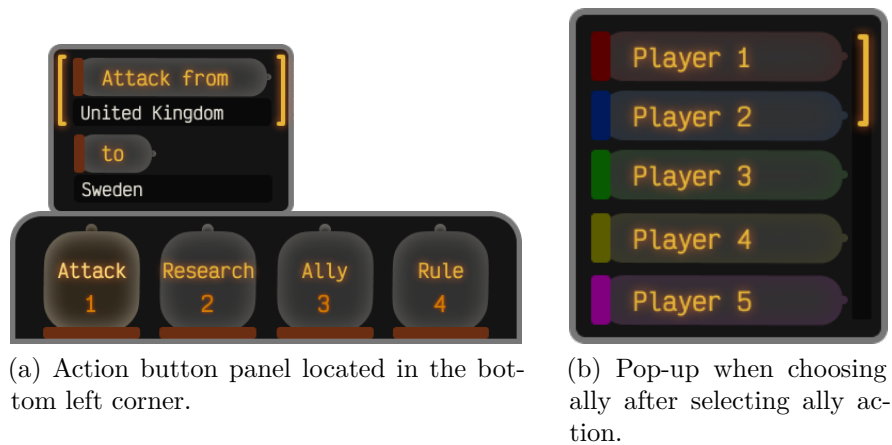 Attack from
United Kingdom
to
Sweden
Attack
1
Research
2
Ally
3
Rule
4
(a) Action button panel located in the bot-
tom left corner.
Player 1
Player 2
Player 3
Player 4
Player 5
(b) Pop-up when choosing
ally after selecting ally ac-
tion.